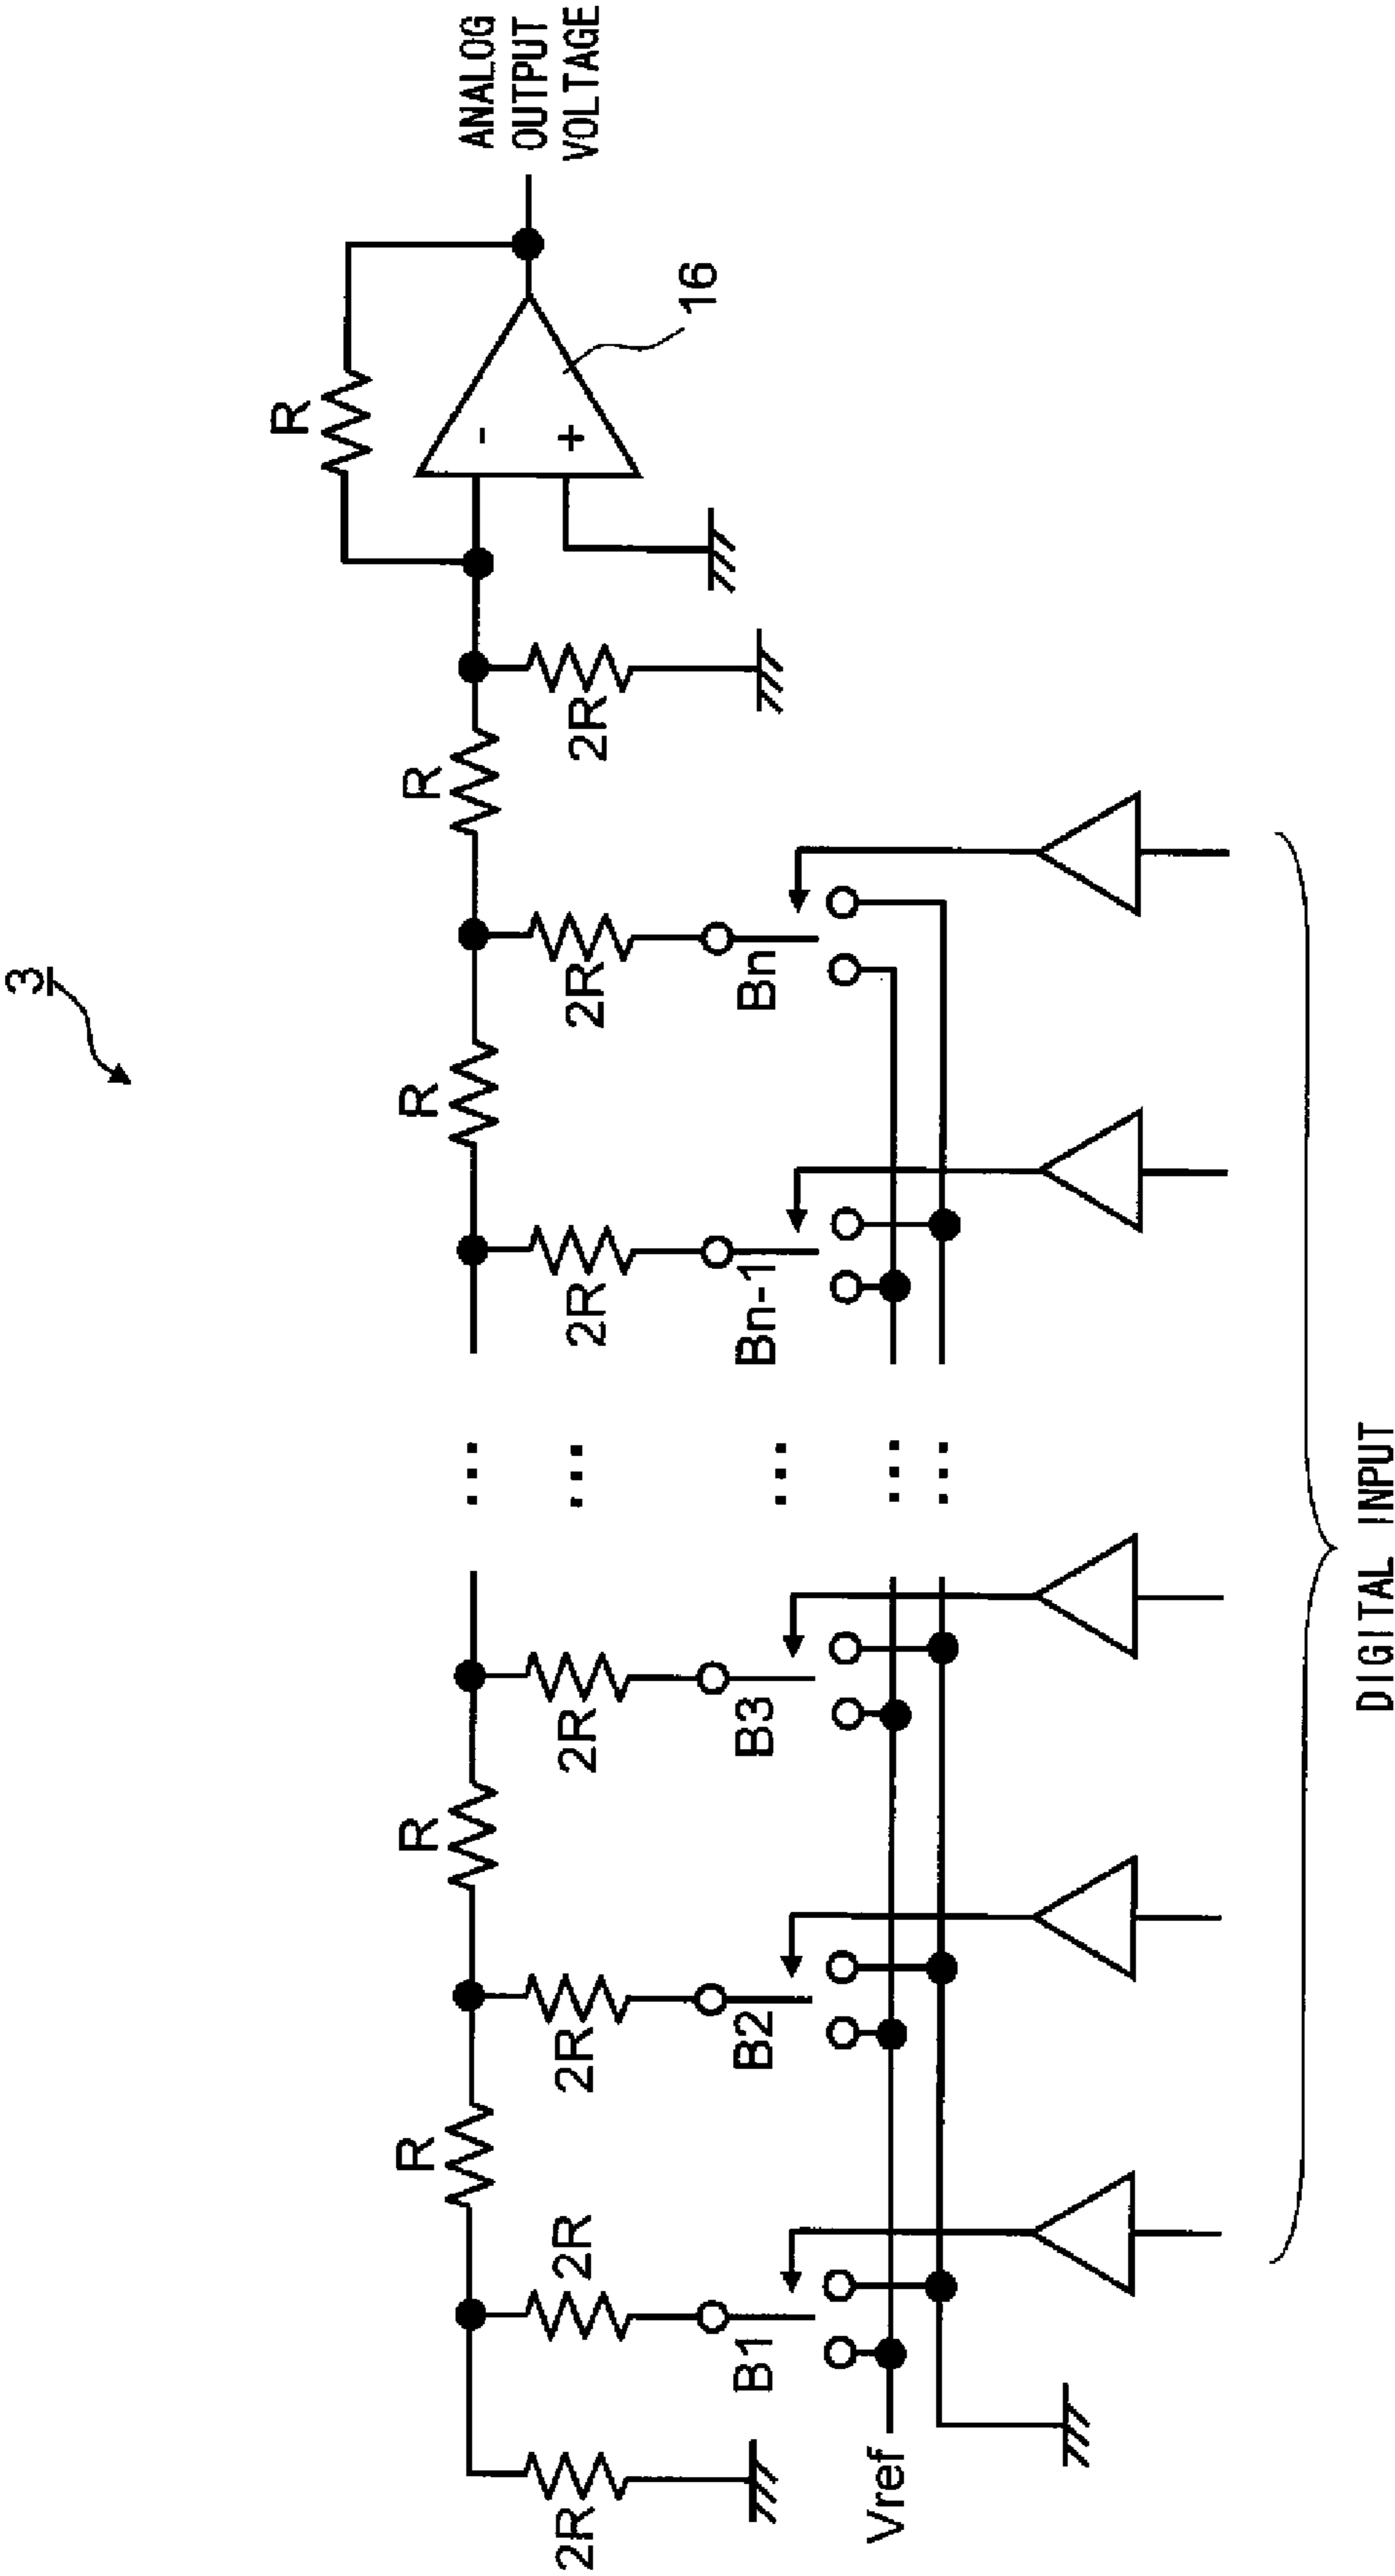 3
R
ANALOG
OUTPUT
VOLTAGE
-
+
16
R
R
R
R
2R
2R
2R
2R
2R
2R
2R
B1
B2
B3
Bn-1
Bn
...
...
...
...
...
Vref
DIGITAL INPUT